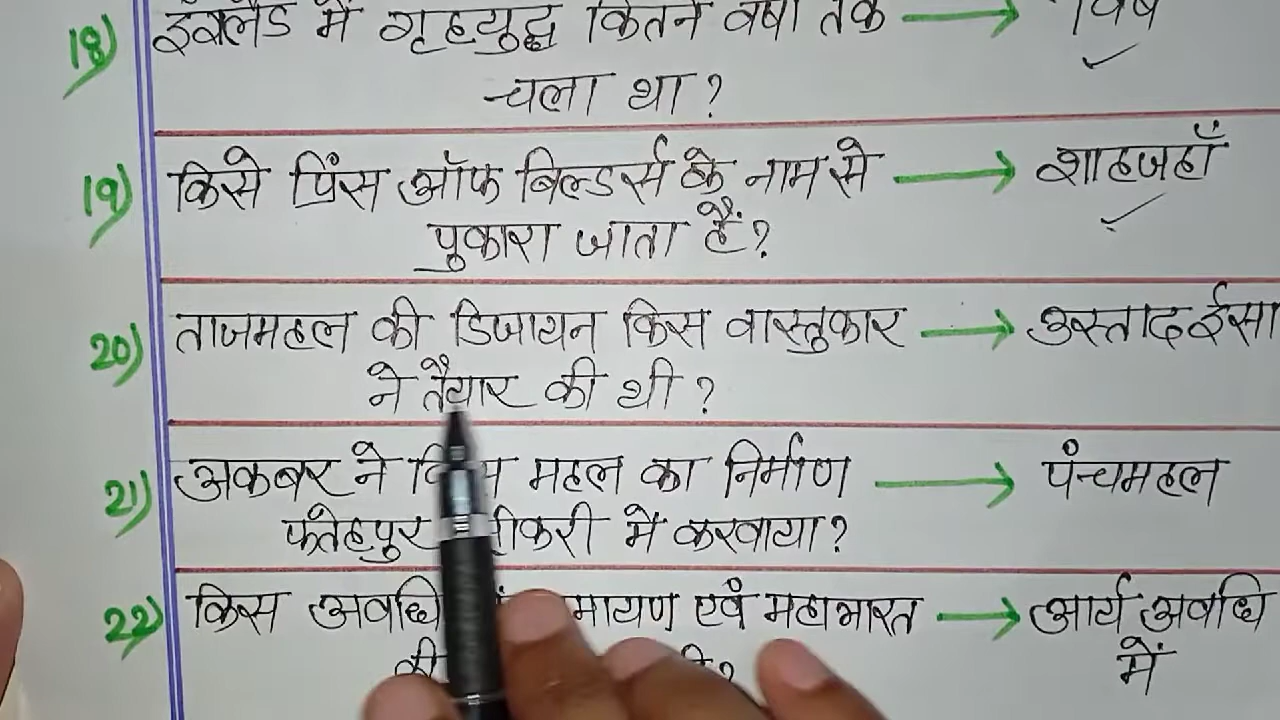 18) इंग्लैंड में गृहयुद्ध कितने वर्षों तक →
चला था?
19) किसे प्रिंस ऑफ बिल्डर्स के नाम से → शाहजहाँ
पुकारा जाता हैं?
20) ताजमहल की डिजायन किस वास्तुकार → उस्ताद ईसा
ने तैयार की थी?
21) अकबर ने महल का निर्माण → पंचमहल
फतेहपुर करवाया में?
22) किस अवधि एवं महाभारत → आर्य अवधि
की में